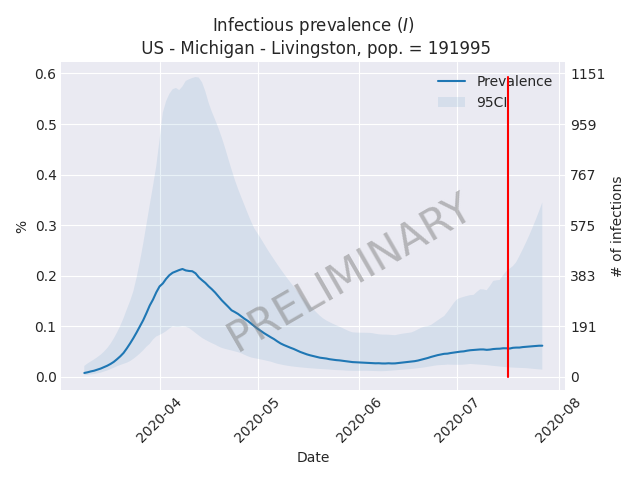 Infectious prevalence (I)
US - Michigan - Livingston, pop. = 191995
Prevalence
95CI
0.6
0.5
0.4
0.3
0.2
0.1
0.0
%
1151
959
767
575
383
191
0
# of infections
PRELIMINARY
2020-04
2020-05
2020-06
2020-07
2020-08
Date